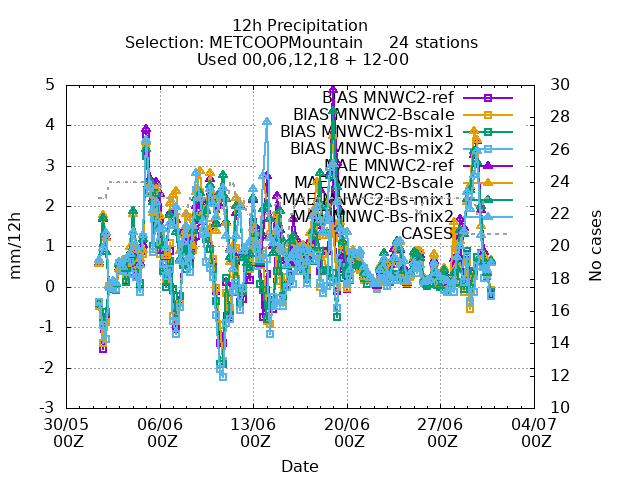 12h Precipitation
Selection: METCOOPMountain     24 stations
Used 00,06,12,18 + 12-00
5
4
3
2
1
0
-1
-2
-3
mm/12h
30
28
26
24
22
20
18
16
14
12
10
No cases
BIAS MNWC2-ref
BIAS MNWC2-Bscale
BIAS MNWC2-Bs-mix1
BIAS MNWC-Bs-mix2
MAE MNWC2-ref
MAE MNWC2-Bscale
MAE MNWC2-Bs-mix1
MAE MNWC-Bs-mix2
CASES
30/05 06/06 13/06 20/06 27/06 04/07
00Z 00Z 00Z 00Z 00Z 00Z
Date